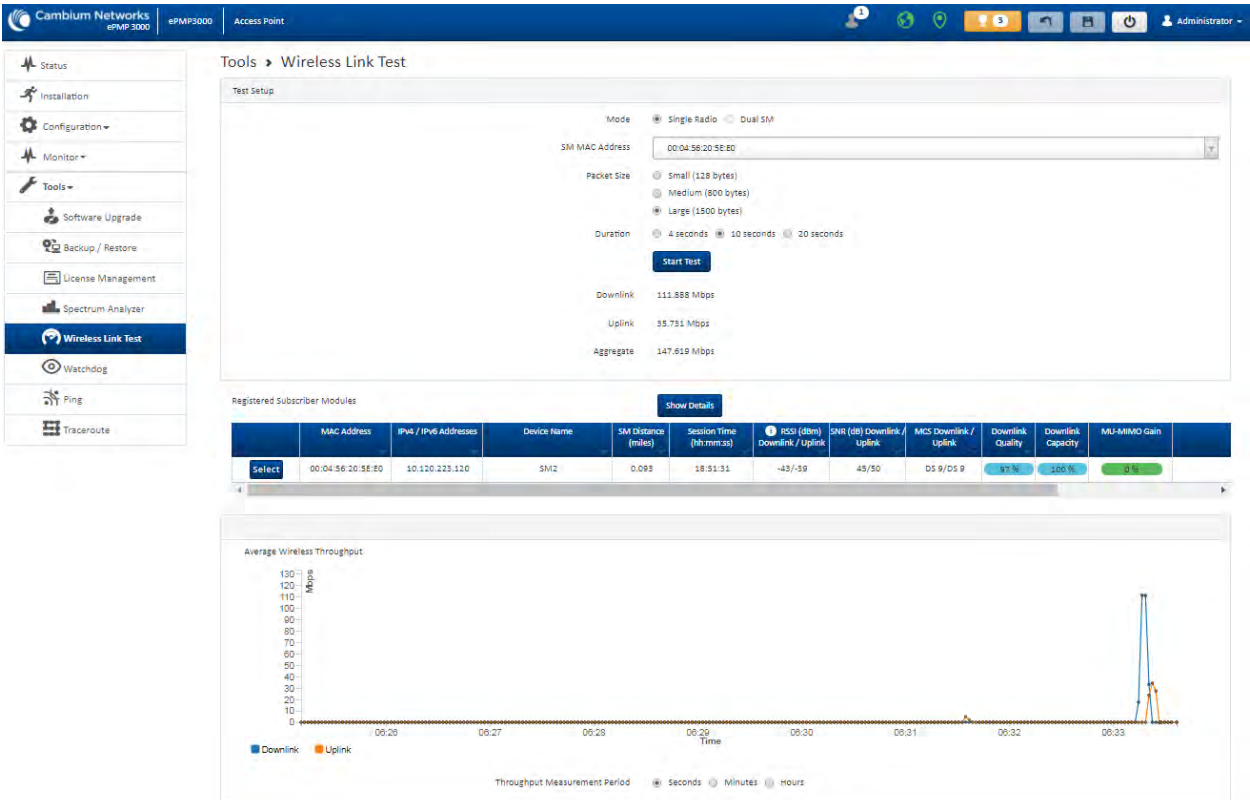 Cambium Networks
ePMP 3000
ePMP3000
Access Point
1
3
Administrator
Status
Installation
Configuration
Monitor
Tools
Software Upgrade
Backup / Restore
License Management
Spectrum Analyzer
Wireless Link Test
Watchdog
Ping
Traceroute
Tools > Wireless Link Test
Test Setup
Mode Single Radio Dual SM
SM MAC Address 00:04:56:20:5E:E0
Packet Size Small (128 bytes)
Medium (800 bytes)
Large (1500 bytes)
Duration 4 seconds 10 seconds 20 seconds
Start Test
Downlink 111.888 Mbps
Uplink 35.731 Mbps
Aggregate 147.619 Mbps
Registered Subscriber Modules Show Details
MAC Address IPv4 / IPv6 Addresses Device Name SM Distance (miles) Session Time (hh:mm:ss) RSSI (dBm) Downlink / Uplink SNR (dB) Downlink / Uplink MCS Downlink / Uplink Downlink Quality Downlink Capacity MU-MIMO Gain
Select 00:04:56:20:5E:E0 10.120.223.120 SM2 0.093 18:51:31 -43/-39 45/50 DS 9/DS 9 97 % 100 % 0 %
Average Wireless Throughput
Mbps
130
120
110
100
90
80
70
60
50
40
30
20
10
0
06:26 06:27 06:28 06:29 06:30 06:31 06:32 06:33
Time
Downlink Uplink
Throughput Measurement Period Seconds Minutes Hours